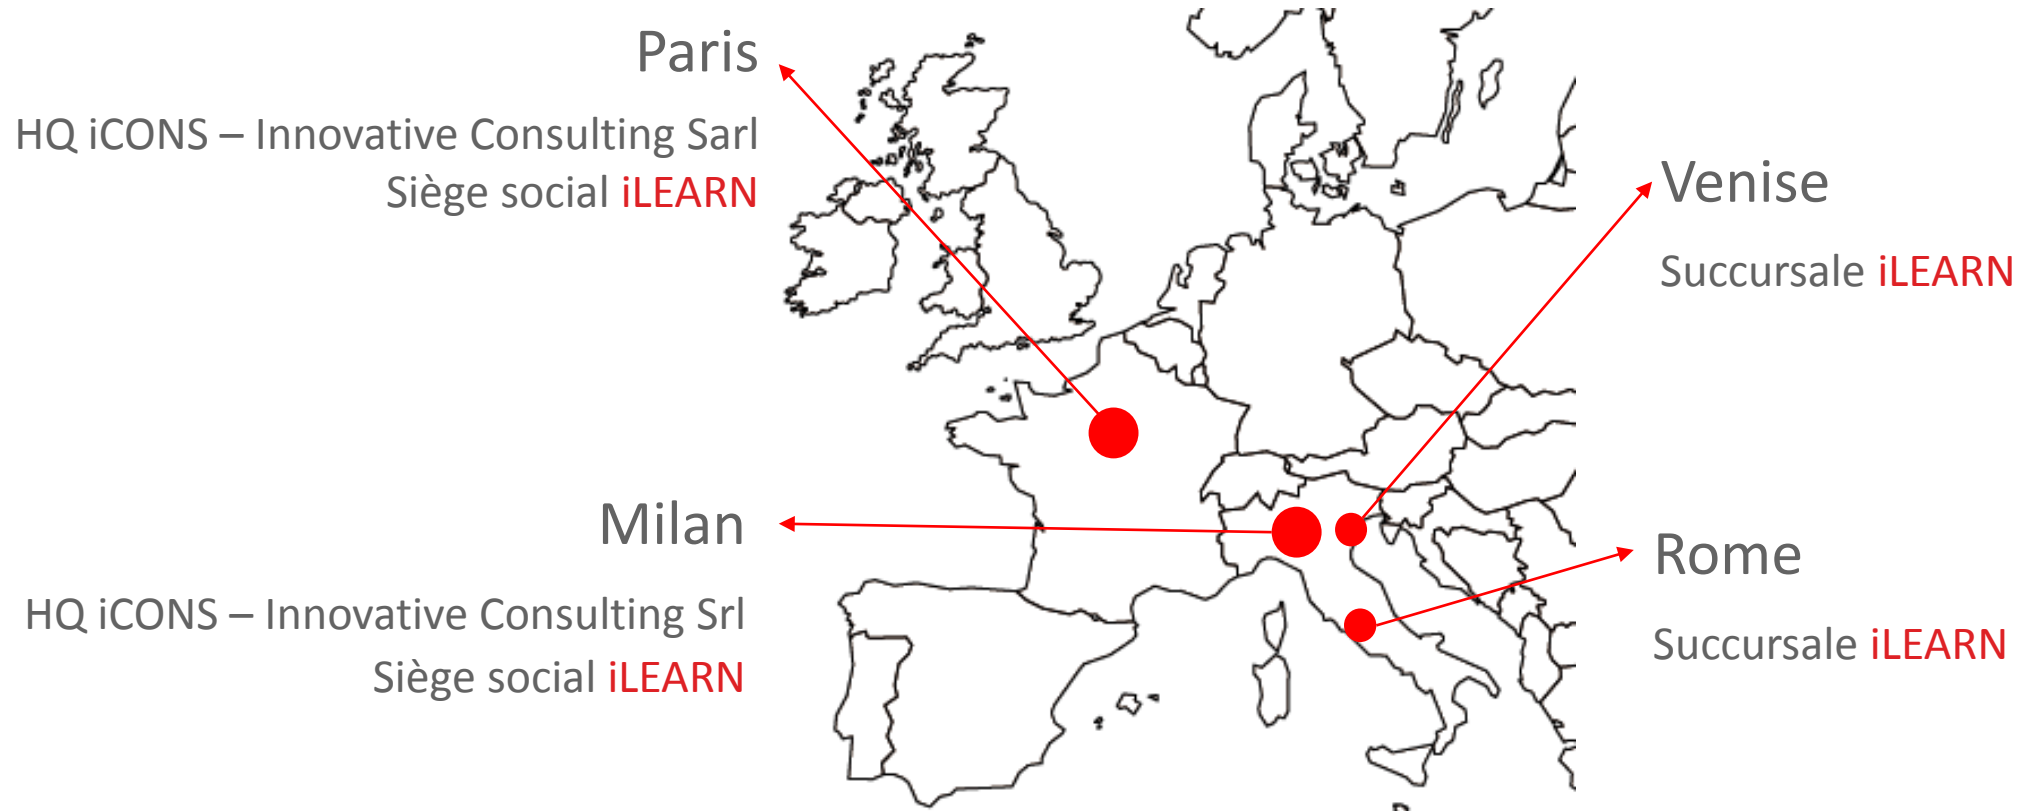 Paris
HQ iCONS – Innovative Consulting Sarl
Siège social iLEARN
Milan
HQ iCONS – Innovative Consulting Srl
Siège social iLEARN
Venise
Succursale iLEARN
Rome
Succursale iLEARN